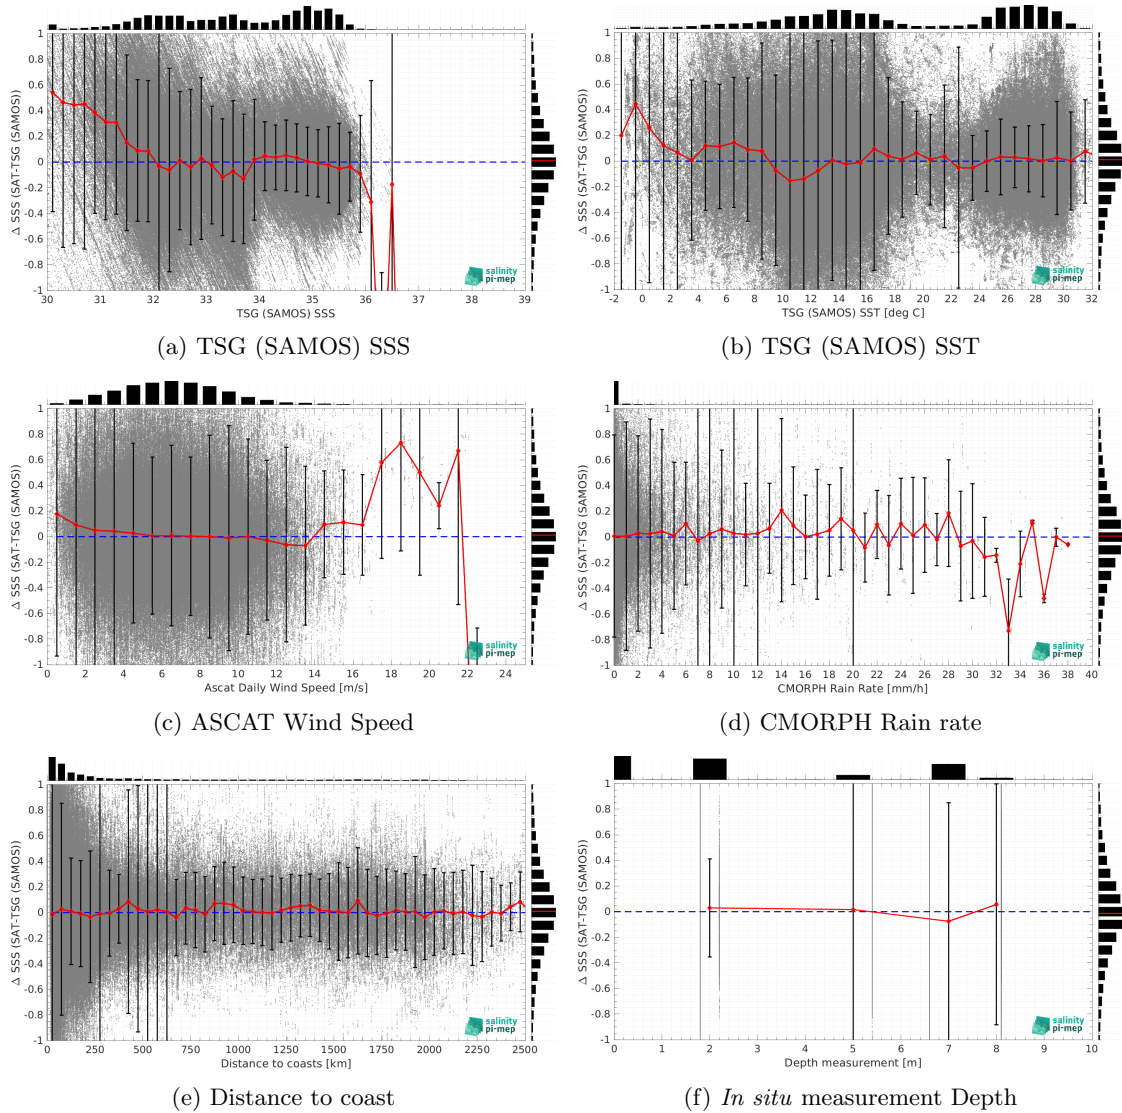 1
0.8
0.6
0.4
0.2
0
-0.2
-0.4
-0.6
-0.8
-1
Δ SSS (SAT-TSG (SAMOS))
30 31 32 33 34 35 36 37 38 39
TSG (SAMOS) SSS
salinity
pi-mep
(a) TSG (SAMOS) SSS
1
0.8
0.6
0.4
0.2
0
-0.2
-0.4
-0.6
-0.8
-1
Δ SSS (SAT-TSG (SAMOS))
-2 0 2 4 6 8 10 12 14 16 18 20 22 24 26 28 30 32
TSG (SAMOS) SST [deg C]
salinity
pi-mep
(b) TSG (SAMOS) SST
1
0.8
0.6
0.4
0.2
0
-0.2
-0.4
-0.6
-0.8
-1
Δ SSS (SAT-TSG (SAMOS))
0 2 4 6 8 10 12 14 16 18 20 22 24
Ascat Daily Wind Speed [m/s]
salinity
pi-mep
(c) ASCAT Wind Speed
1
0.8
0.6
0.4
0.2
0
-0.2
-0.4
-0.6
-0.8
-1
Δ SSS (SAT-TSG (SAMOS))
0 2 4 6 8 10 12 14 16 18 20 22 24 26 28 30 32 34 36 38 40
CMORPH Rain Rate [mm/h]
salinity
pi-mep
(d) CMORPH Rain rate
1
0.8
0.6
0.4
0.2
0
-0.2
-0.4
-0.6
-0.8
-1
Δ SSS (SAT-TSG (SAMOS))
0 250 500 750 1000 1250 1500 1750 2000 2250 2500
Distance to coasts [km]
salinity
pi-mep
(e) Distance to coast
1
0.8
0.6
0.4
0.2
0
-0.2
-0.4
-0.6
-0.8
-1
Δ SSS (SAT-TSG (SAMOS))
0 1 2 3 4 5 6 7 8 9 10
Depth measurement [m]
salinity
pi-mep
(f) In situ measurement Depth